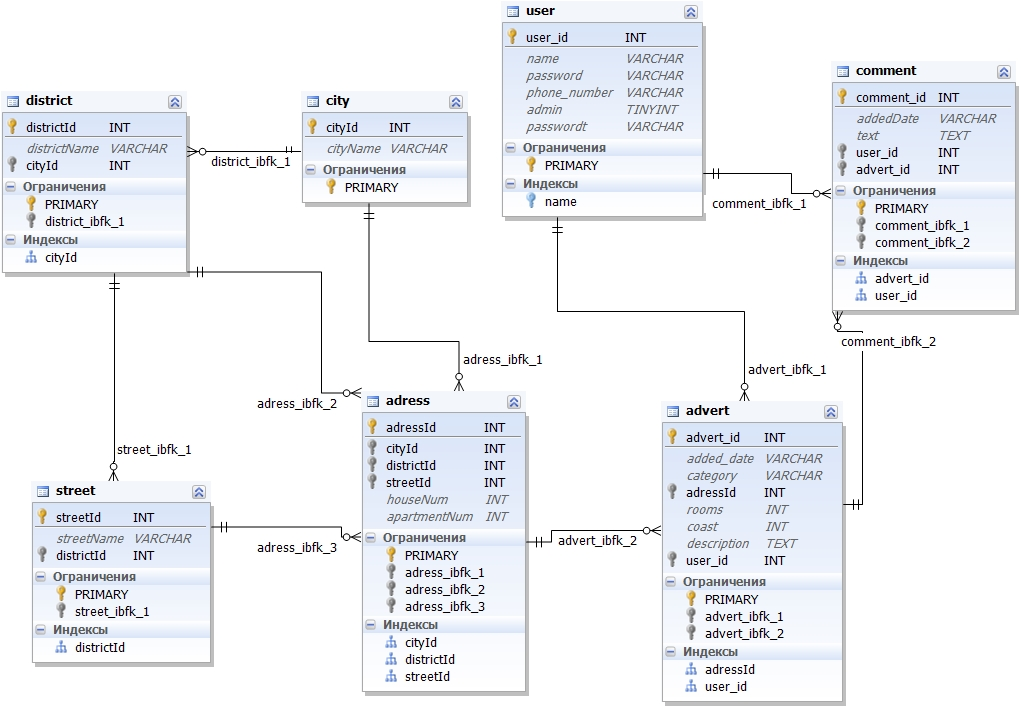 user
user_id INT
name VARCHAR
password VARCHAR
phone_number VARCHAR
admin TINYINT
passwordt VARCHAR
Ограничения
PRIMARY
Индексы
name
comment
comment_id INT
addedDate VARCHAR
text TEXT
user_id INT
advert_id INT
Ограничения
PRIMARY
comment_ibfk_1
comment_ibfk_2
Индексы
advert_id
user_id
district
districtId INT
districtName VARCHAR
cityId INT
Ограничения
PRIMARY
district_ibfk_1
Индексы
cityId
city
cityId INT
cityName VARCHAR
Ограничения
PRIMARY
district_ibfk_1
comment_ibfk_1
comment_ibfk_2
adress_ibfk_1
advert_ibfk_1
adress_ibfk_2
street_ibfk_1
adress_ibfk_3
advert_ibfk_2
adress
adressId INT
cityId INT
districtId INT
streetId INT
houseNum INT
apartmentNum INT
Ограничения
PRIMARY
adress_ibfk_1
adress_ibfk_2
adress_ibfk_3
Индексы
cityId
districtId
streetId
advert
advert_id INT
added_date VARCHAR
category VARCHAR
adressId INT
rooms INT
coast INT
description TEXT
user_id INT
Ограничения
PRIMARY
advert_ibfk_1
advert_ibfk_2
Индексы
adressId
user_id
street
streetId INT
streetName VARCHAR
districtId INT
Ограничения
PRIMARY
street_ibfk_1
Индексы
districtId